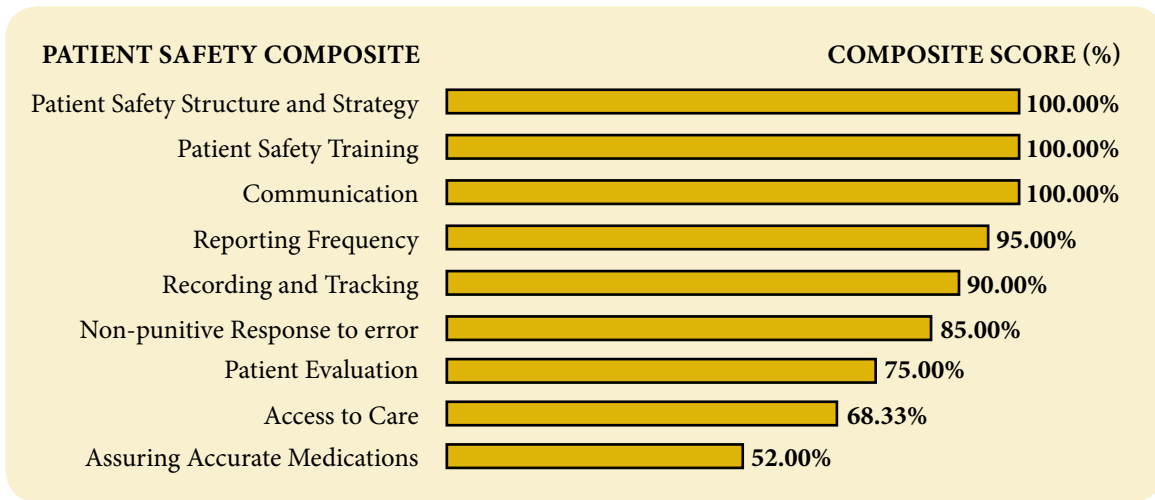 PATIENT SAFETY COMPOSITE COMPOSITE SCORE (%)
Patient Safety Structure and Strategy 100.00%
Patient Safety Training 100.00%
Communication 100.00%
Reporting Frequency 95.00%
Recording and Tracking 90.00%
Non-punitive Response to error 85.00%
Patient Evaluation 75.00%
Access to Care 68.33%
Assuring Accurate Medications 52.00%